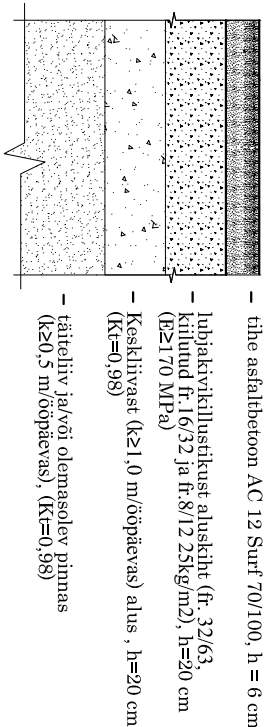 - tihe asfaltbetoon AC 12 Surf 70/100, h = 6 cm
- lubjakivikillustikust aluskiht (fr. 32/63,
kiilutud fr.16/32 ja fr.8/12 25kg/m2), h=20 cm
(E≥170 MPa)
- Keskliivast (k≥1,0 m/ööpäevas) alus , h=20 cm
(Kt=0,98)
- täiteliiv ja/või olemasolev pinnas
(k≥0,5 m/ööpäevas), (Kt=0,98)